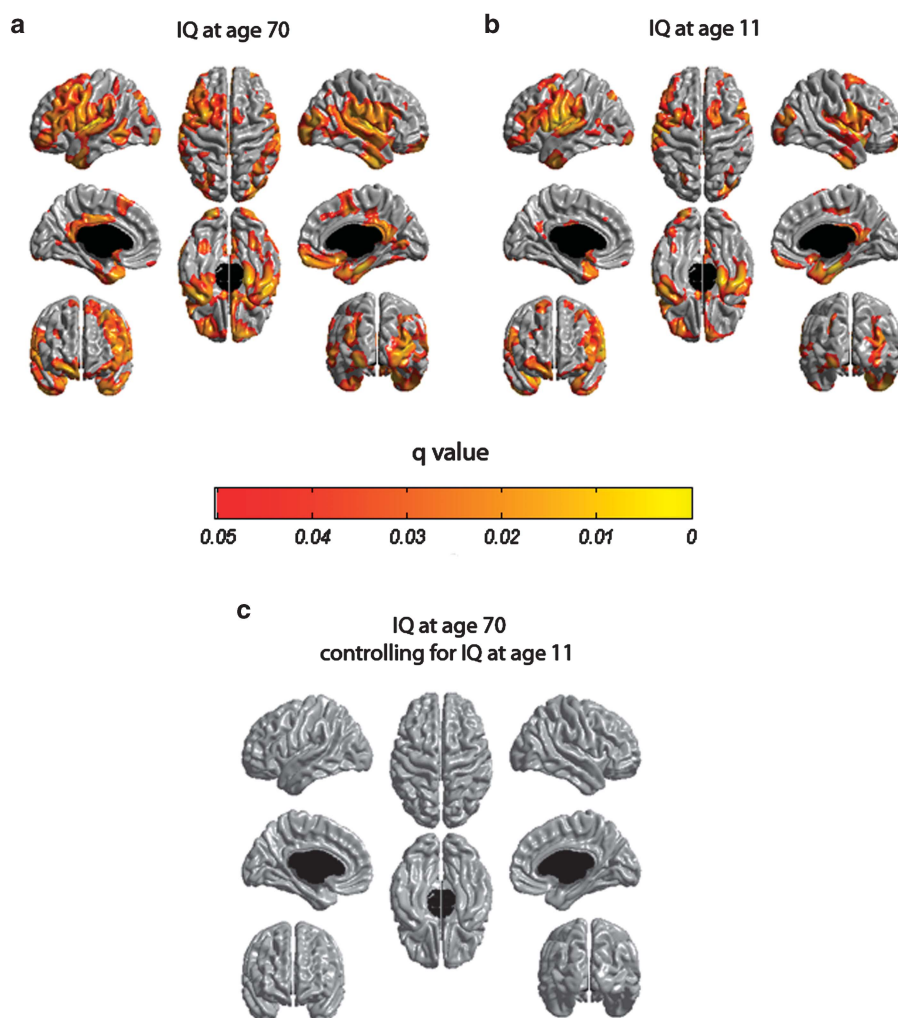 a
IQ at age 70
b
IQ at age 11
q value
0.05 0.04 0.03 0.02 0.01 0
c
IQ at age 70
controlling for IQ at age 11